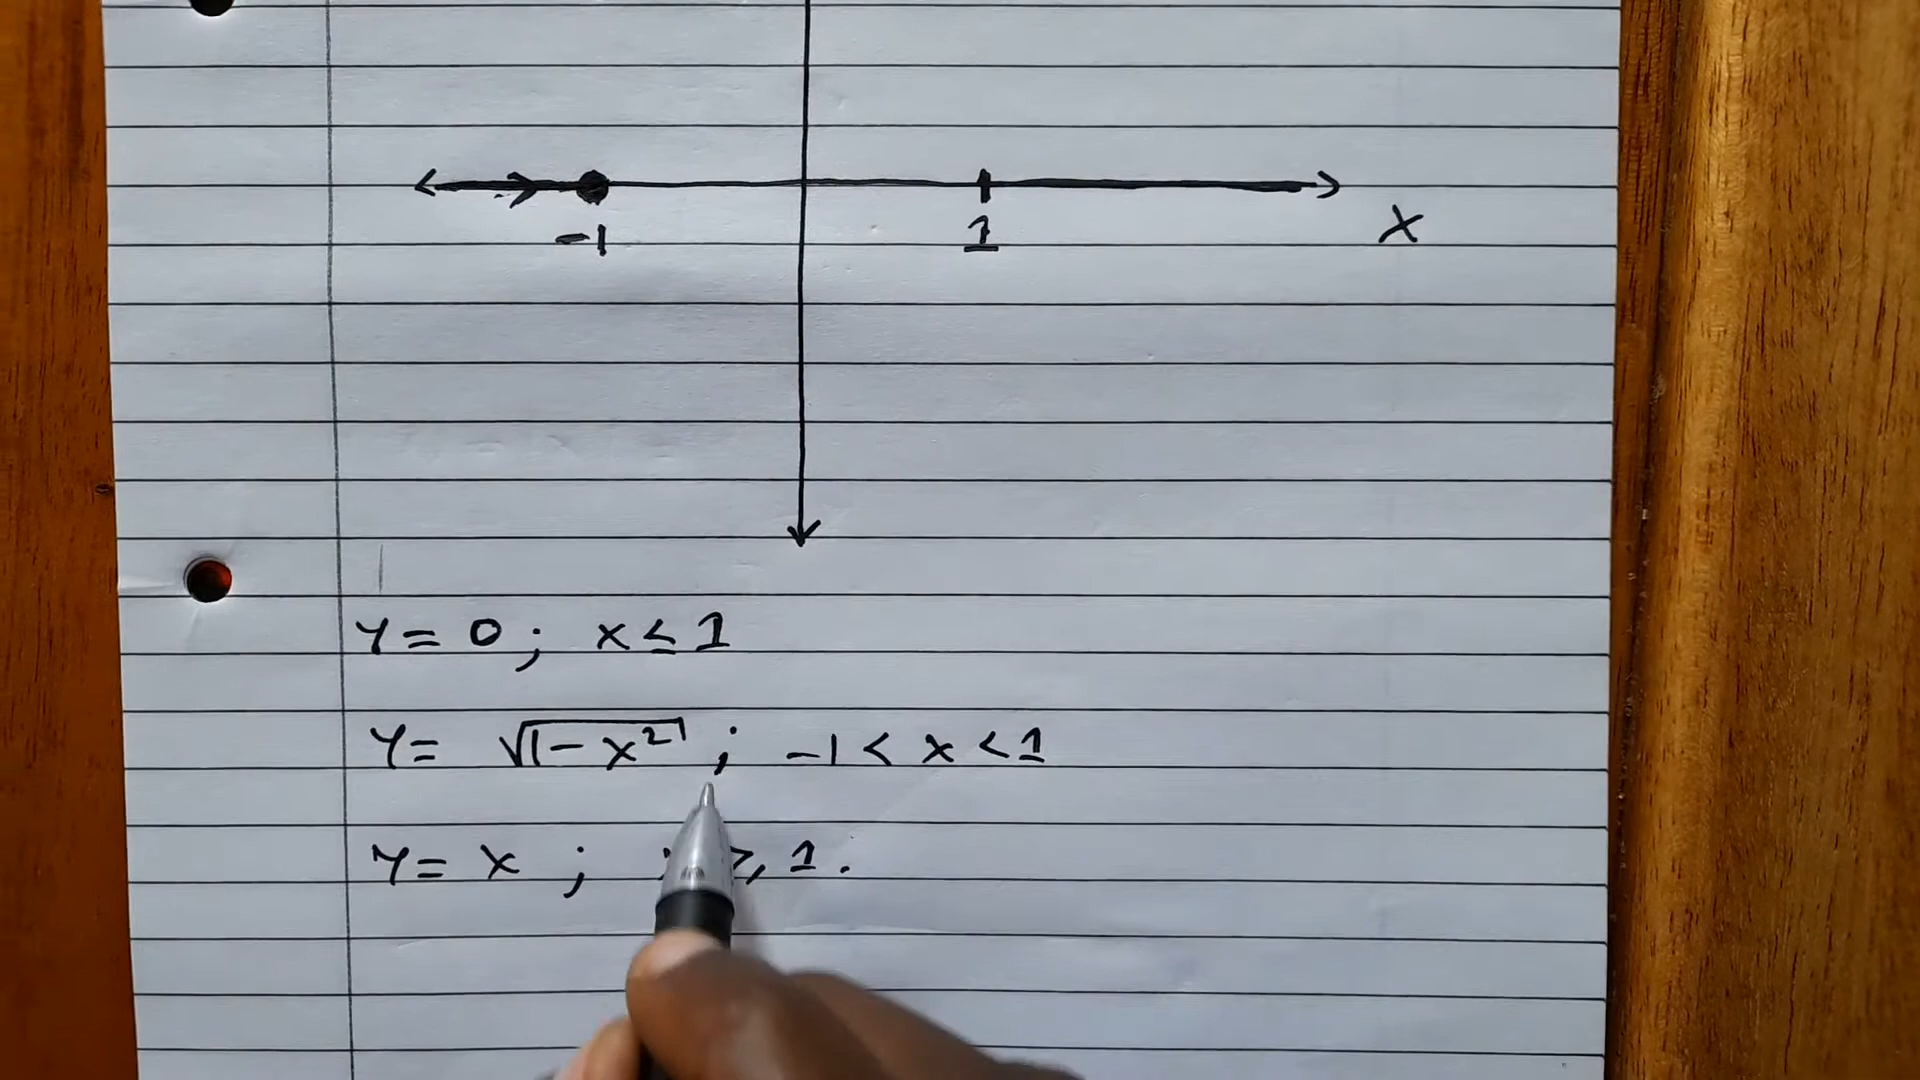 -1 1 X
Y = 0 ; x ≤ 1
Y = √(1 - x²) ; -1 < x < 1
Y = x ; ≥ 1.